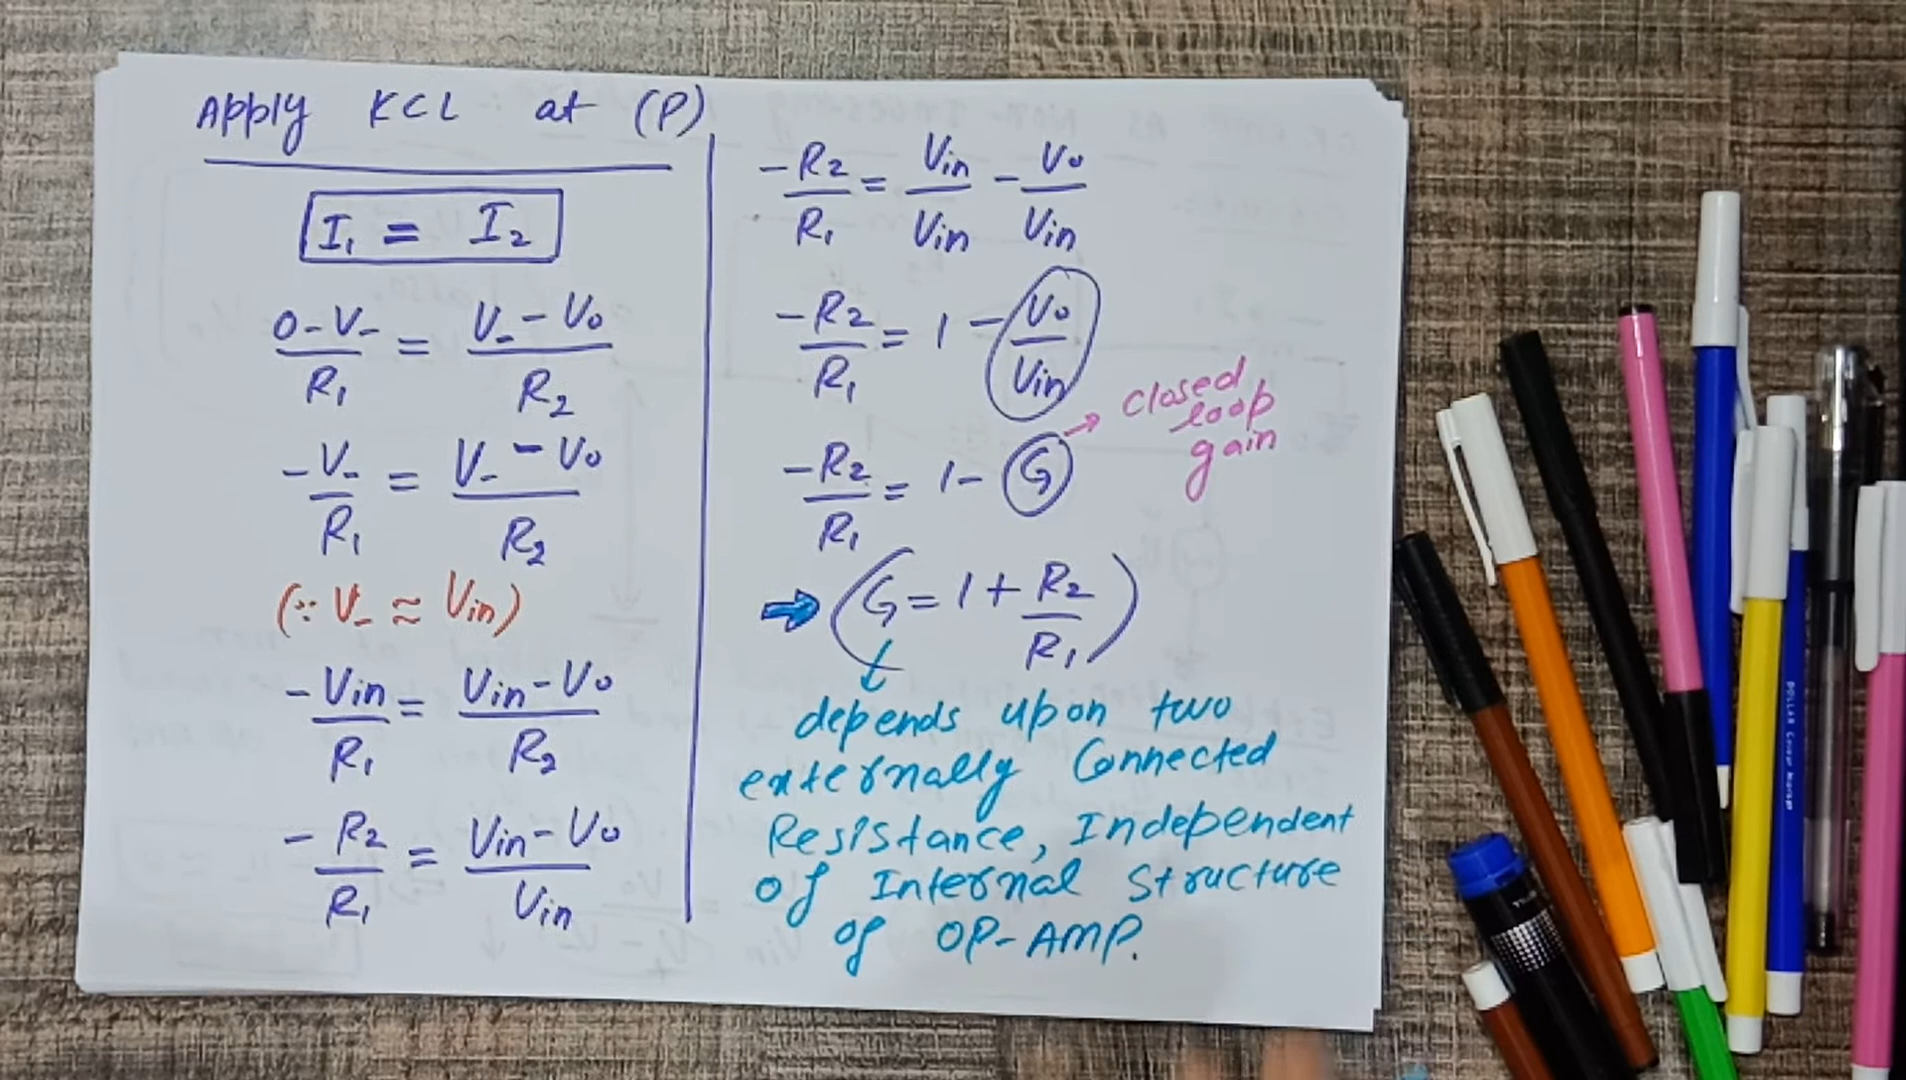 Apply KCL at (P)
I₁ = I₂
0-V₋/R₁ = V₋-V₀/R₂
-V₋/R₁ = V₋-V₀/R₂
(∵ V₋ ≈ Vin)
-Vin/R₁ = Vin-V₀/R₂
-R₂/R₁ = Vin-V₀/Vin
-R₂/R₁ = Vin/Vin - V₀/Vin
-R₂/R₁ = 1 - V₀/Vin
closed
loop
gain
-R₂/R₁ = 1 - G
➡ (G = 1 + R₂/R₁)
depends upon two
externally Connected
Resistance, Independent
of Internal Structure
of OP-AMP.